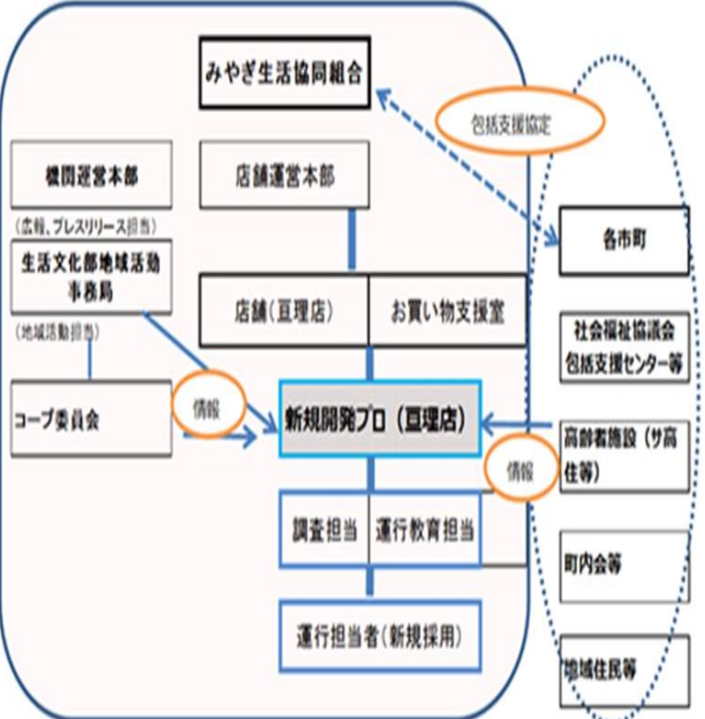 みやぎ生活協同組合
包括支援協定
機関運営本部
(広報、プレスリリース担当)
店舗運営本部
生活文化部地域活動
事務局
(地域活動担当)
各市町
店舗(亘理店)
お買い物支援室
社会福祉協議会
包括支援センター等
コープ委員会
情報
新規開発プロ(亘理店)
高齢者施設(サ高
住等)
情報
調査担当
運行教育担当
町内会等
運行担当者(新規採用)
地域住民等